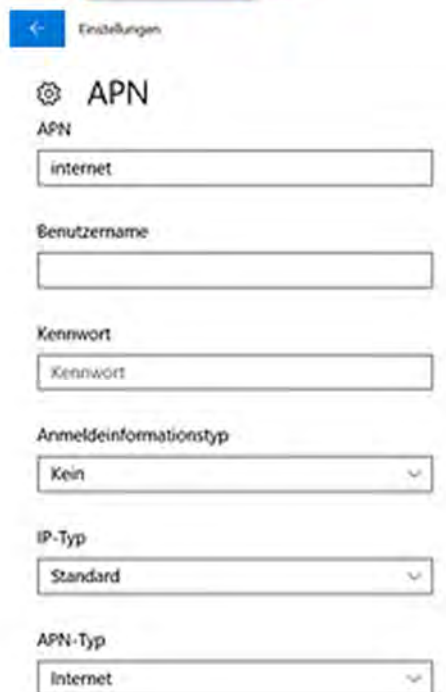 Einstellungen
APN
APN
internet
Benutzername
Kennwort
Kennwort
Anmeldeinformationstyp
Kein
IP-Typ
Standard
APN-Typ
Internet